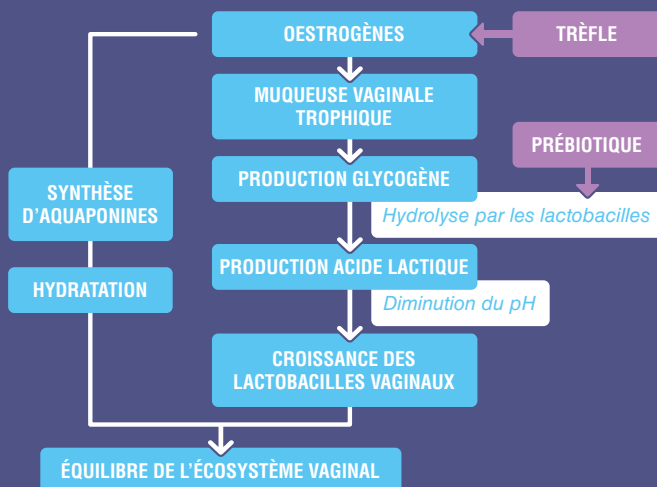 OESTROGÈNES
TRÈFLE
MUQUEUSE VAGINALE
TROPHIQUE
PRÉBIOTIQUE
PRODUCTION GLYCOGÈNE
SYNTHÈSE
D'AQUAPONINES
Hydrolyse par les lactobacilles
PRODUCTION ACIDE LACTIQUE
HYDRATATION
Diminution du pH
CROISSANCE DES
LACTOBACILLES VAGINAUX
ÉQUILIBRE DE L'ÉCOSYSTÈME VAGINAL